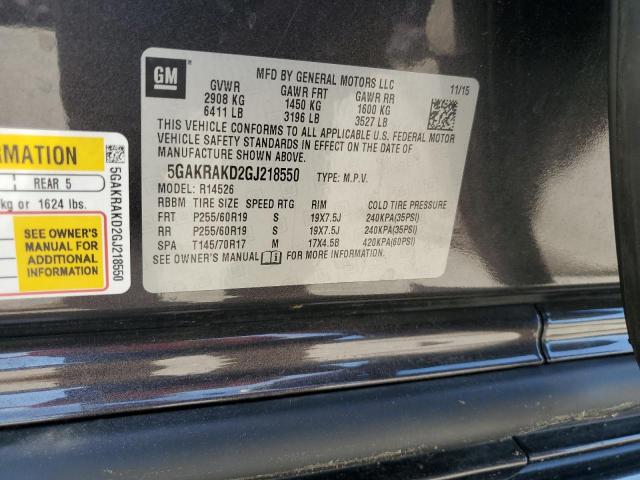 GM
MFD BY GENERAL MOTORS LLC
11/15
GVWR GAWR FRT GAWR RR
2908 KG 1450 KG 1600 KG
6411 LB 3196 LB 3527 LB
THIS VEHICLE CONFORMS TO ALL APPLICABLE U.S. FEDERAL MOTOR
VEHICLE SAFETY STANDARDS IN EFFECT ON THE DATE OF
MANUFACTURE SHOWN ABOVE.
5GAKRAKD2GJ218550 TYPE: M.P.V.
MODEL: R14526
RBBM TIRE SIZE SPEED RTG RIM COLD TIRE PRESSURE
FRT P255/60R19 S 19X7.5J 240KPA(35PSI)
RR P255/60R19 S 19X7.5J 240KPA(35PSI)
SPA T145/70R17 M 17X4.5B 420KPA(60PSI)
SEE OWNER'S MANUAL FOR MORE INFORMATION.
ORMATION
REAR 5
kg or 1624 lbs.
SEE OWNER'S
MANUAL FOR
ADDITIONAL
INFORMATION
5GAKRAKD2GJ218550